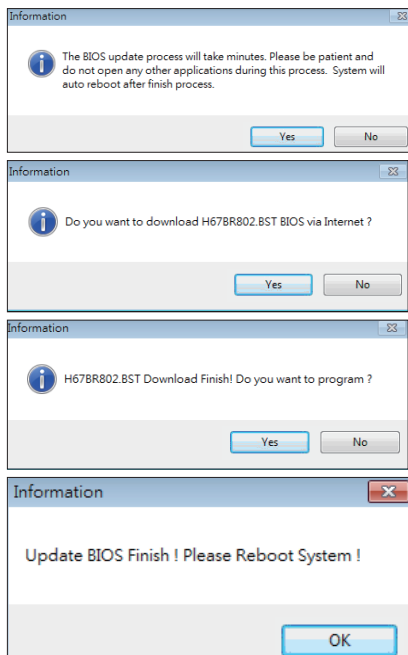 Information
The BIOS update process will take minutes. Please be patient and
do not open any other applications during this process. System will
auto reboot after finish process.
Yes No
Information
Do you want to download H67BR802.BST BIOS via Internet ?
Yes No
Information
H67BR802.BST Download Finish! Do you want to program ?
Yes No
Information
Update BIOS Finish ! Please Reboot System !
OK